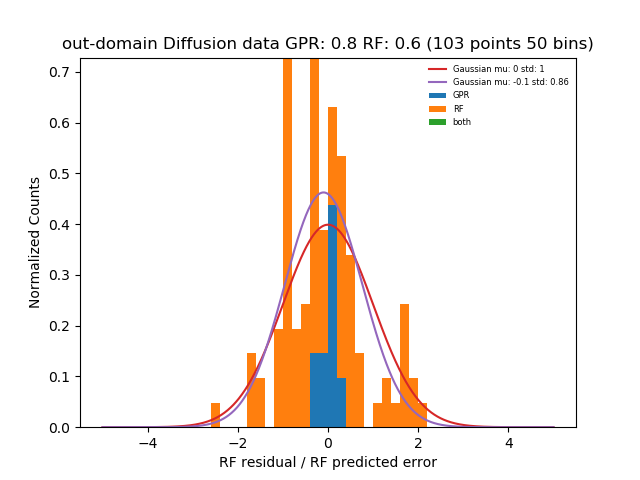 out-domain Diffusion data GPR: 0.8 RF: 0.6 (103 points 50 bins)
Gaussian mu: 0 std: 1
Gaussian mu: -0.1 std: 0.86
GPR
RF
both
Normalized Counts
0.7
0.6
0.5
0.4
0.3
0.2
0.1
0.0
−4
−2
0
2
4
RF residual / RF predicted error